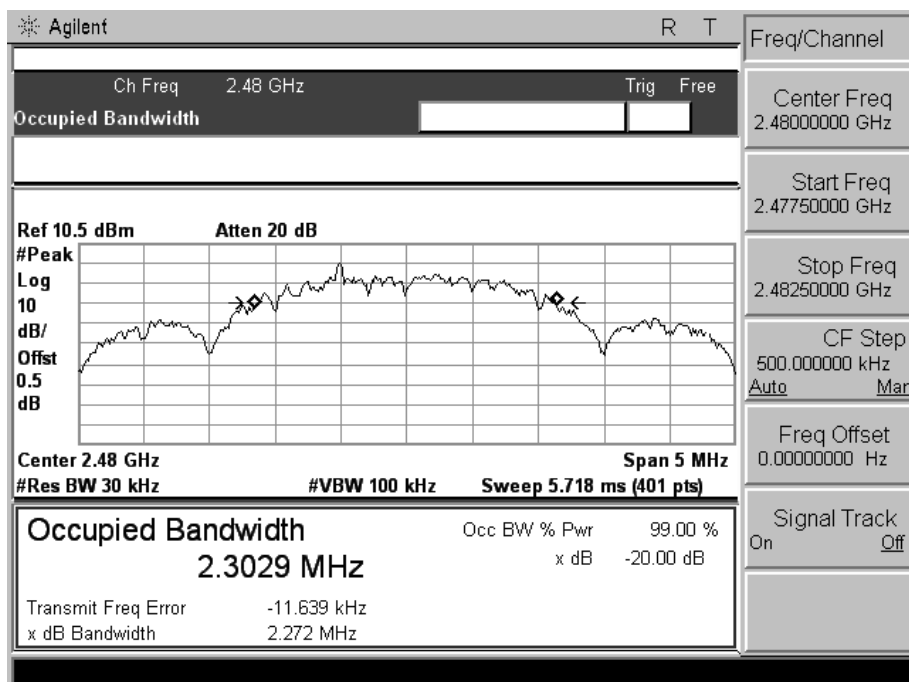 Agilent R T
Ch Freq 2.48 GHz Trig Free
Occupied Bandwidth
Ref 10.5 dBm Atten 20 dB
#Peak
Log
10
dB/
Offst
0.5
dB
Center 2.48 GHz Span 5 MHz
#Res BW 30 kHz #VBW 100 kHz Sweep 5.718 ms (401 pts)
Occupied Bandwidth
2.3029 MHz
Occ BW % Pwr 99.00 %
x dB -20.00 dB
Transmit Freq Error -11.639 kHz
x dB Bandwidth 2.272 MHz
Freq/Channel
Center Freq
2.48000000 GHz
Start Freq
2.47750000 GHz
Stop Freq
2.48250000 GHz
CF Step
500.000000 kHz
Auto Mar
Freq Offset
0.00000000 Hz
Signal Track
On Off